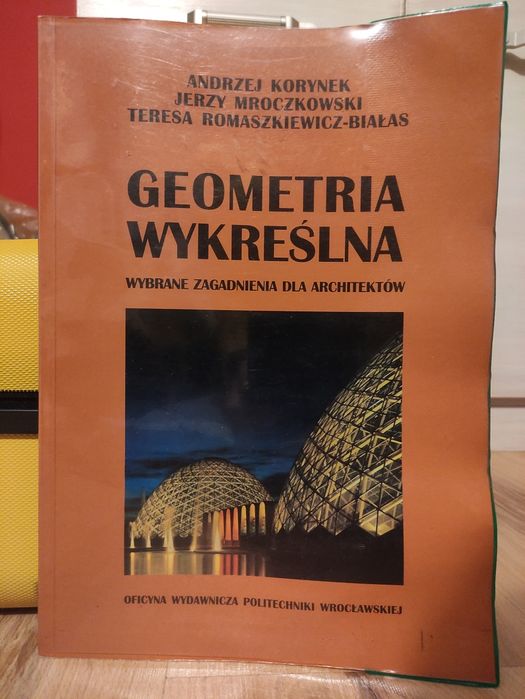 ANDRZEJ KORYNEK
JERZY MROCZKOWSKI
TERESA ROMASZKIEWICZ-BIAŁAS
GEOMETRIA
WYKREŚLNA
WYBRANE ZAGADNIENIA DLA ARCHITEKTÓW
OFICYNA WYDAWNICZA POLITECHNIKI WROCŁAWSKIEJ